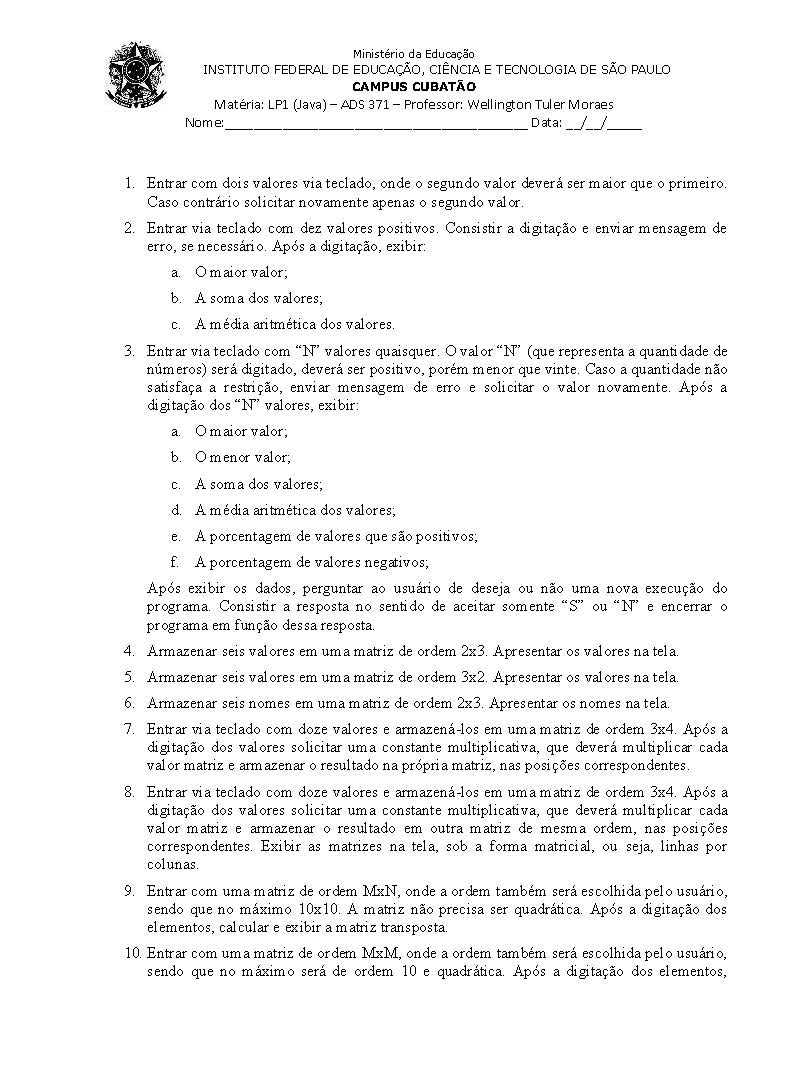 Ministério da Educação
INSTITUTO FEDERAL DE EDUCAÇÃO, CIÊNCIA E TECNOLOGIA DE SÃO PAULO
CAMPUS CUBATÃO
Matéria: LP1 (Java) – ADS 371 – Professor: Wellington Tuler Moraes
Nome:__________________________________________ Data: __/__/_____
1. Entrar com dois valores via teclado, onde o segundo valor deverá ser maior que o primeiro.
Caso contrário solicitar novamente apenas o segundo valor.
2. Entrar via teclado com dez valores positivos. Consistir a digitação e enviar mensagem de
erro, se necessário. Após a digitação, exibir:
a. O maior valor;
b. A soma dos valores;
c. A média aritmética dos valores.
3. Entrar via teclado com “N” valores quaisquer. O valor “N” (que representa a quantidade de
números) será digitado, deverá ser positivo, porém menor que vinte. Caso a quantidade não
satisfaça a restrição, enviar mensagem de erro e solicitar o valor novamente. Após a
digitação dos “N” valores, exibir:
a. O maior valor;
b. O menor valor;
c. A soma dos valores;
d. A média aritmética dos valores;
e. A porcentagem de valores que são positivos;
f. A porcentagem de valores negativos;
Após exibir os dados, perguntar ao usuário de deseja ou não uma nova execução do
programa. Consistir a resposta no sentido de aceitar somente “S” ou “N” e encerrar o
programa em função dessa resposta.
4. Armazenar seis valores em uma matriz de ordem 2x3. Apresentar os valores na tela.
5. Armazenar seis valores em uma matriz de ordem 3x2. Apresentar os valores na tela.
6. Armazenar seis nomes em uma matriz de ordem 2x3. Apresentar os nomes na tela.
7. Entrar via teclado com doze valores e armazená-los em uma matriz de ordem 3x4. Após a
digitação dos valores solicitar uma constante multiplicativa, que deverá multiplicar cada
valor matriz e armazenar o resultado na própria matriz, nas posições correspondentes.
8. Entrar via teclado com doze valores e armazená-los em uma matriz de ordem 3x4. Após a
digitação dos valores solicitar uma constante multiplicativa, que deverá multiplicar cada
valor matriz e armazenar o resultado em outra matriz de mesma ordem, nas posições
correspondentes. Exibir as matrizes na tela, sob a forma matricial, ou seja, linhas por
colunas.
9. Entrar com uma matriz de ordem MxN, onde a ordem também será escolhida pelo usuário,
sendo que no máximo 10x10. A matriz não precisa ser quadrática. Após a digitação dos
elementos, calcular e exibir a matriz transposta.
10. Entrar com uma matriz de ordem MxM, onde a ordem também será escolhida pelo usuário,
sendo que no máximo será de ordem 10 e quadrática. Após a digitação dos elementos,